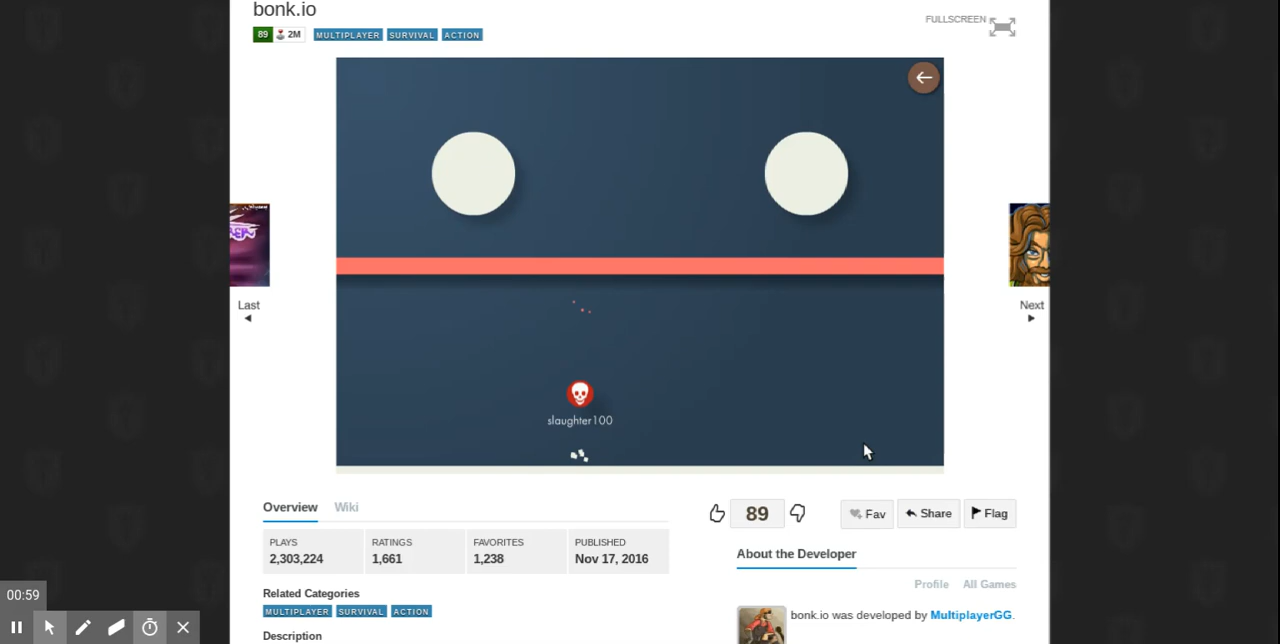 bonk.io
89 2M MULTIPLAYER SURVIVAL ACTION
FULLSCREEN
Last
Next
slaughter100
Overview Wiki
89
Fav Share Flag
PLAYS RATINGS FAVORITES PUBLISHED
2,303,224 1,661 1,238 Nov 17, 2016
About the Developer
Profile All Games
Related Categories
MULTIPLAYER SURVIVAL ACTION
bonk.io was developed by MultiplayerGG.
Description
00:59